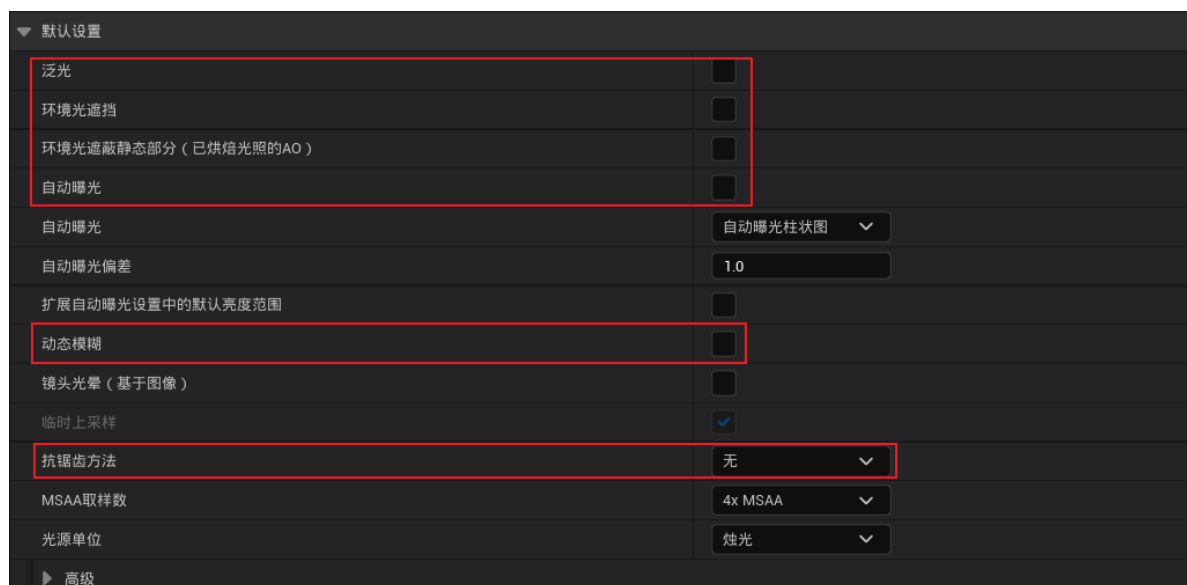 默认设置
泛光
环境光遮挡
环境光遮蔽静态部分（已烘焙光照的AO）
自动曝光
自动曝光 自动曝光柱状图
自动曝光偏差 1.0
扩展自动曝光设置中的默认亮度范围
动态模糊
镜头光晕（基于图像）
临时上采样
抗锯齿方法 无
MSAA取样数 4x MSAA
光源单位 烛光
高级